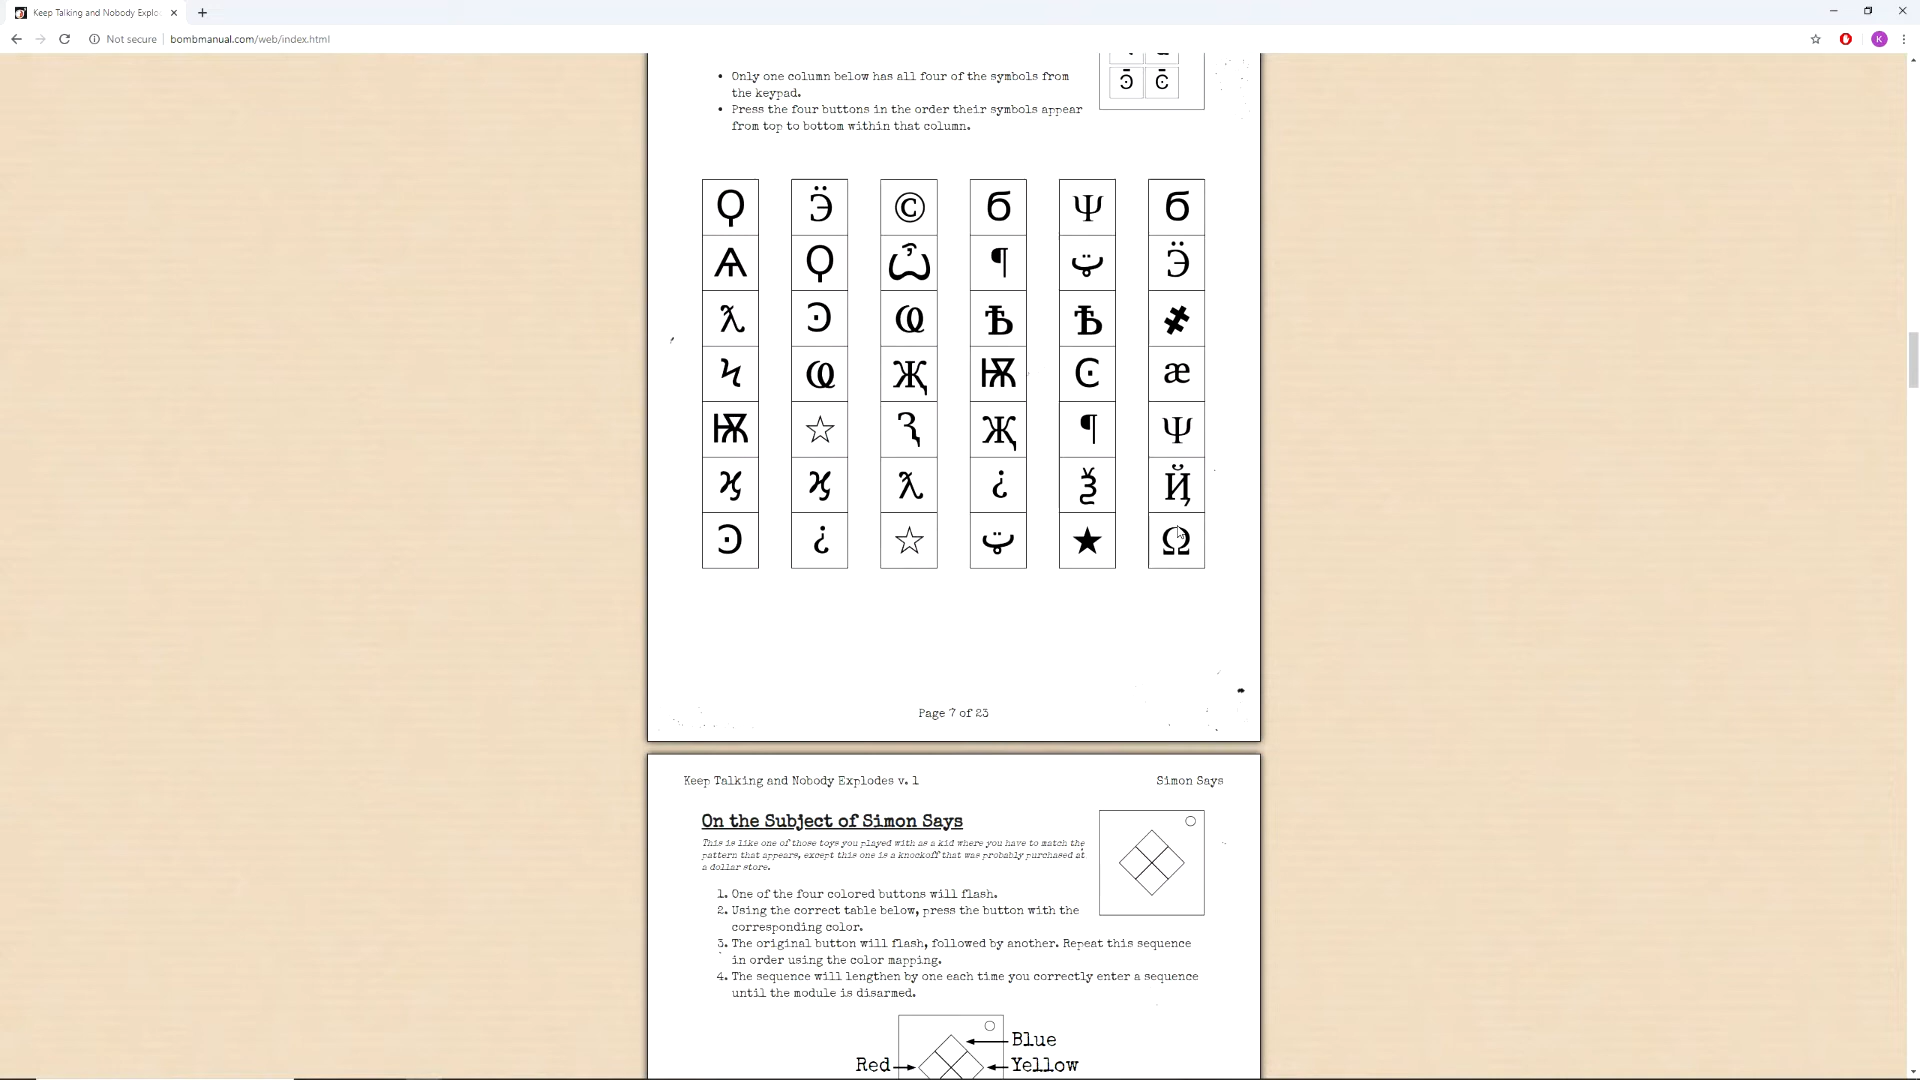 Keep Talking and Nobody Explo
Not secure
bombmanual.com/web/index.html
K
• Only one column below has all four of the symbols from
the keypad.
• Press the four buttons in the order their symbols appear
from top to bottom within that column.
Ϙ Ӭ © Ϭ Ψ Ϭ
Ѧ Ϙ Ѽ ¶ ټ Ӭ
ƛ Ͽ Ҩ Ѣ Ѣ ҂
Ϟ Ҩ Җ Ѭ Ͼ æ
Ѭ ☆ Ԇ Җ ¶ Ψ
ϗ ϗ ƛ ¿ Ѯ Ҋ
Ͽ ¿ ☆ ټ ★ Ω
Page 7 of 23
Keep Talking and Nobody Explodes v. 1
Simon Says
On the Subject of Simon Says
This is like one of those toys you played with as a kid where you have to match the
pattern that appears, except this one is a knockoff that was probably purchased at
a dollar store.
1. One of the four colored buttons will flash.
2. Using the correct table below, press the button with the
corresponding color.
3. The original button will flash, followed by another. Repeat this sequence
in order using the color mapping.
4. The sequence will lengthen by one each time you correctly enter a sequence
until the module is disarmed.
Blue
Red
Yellow